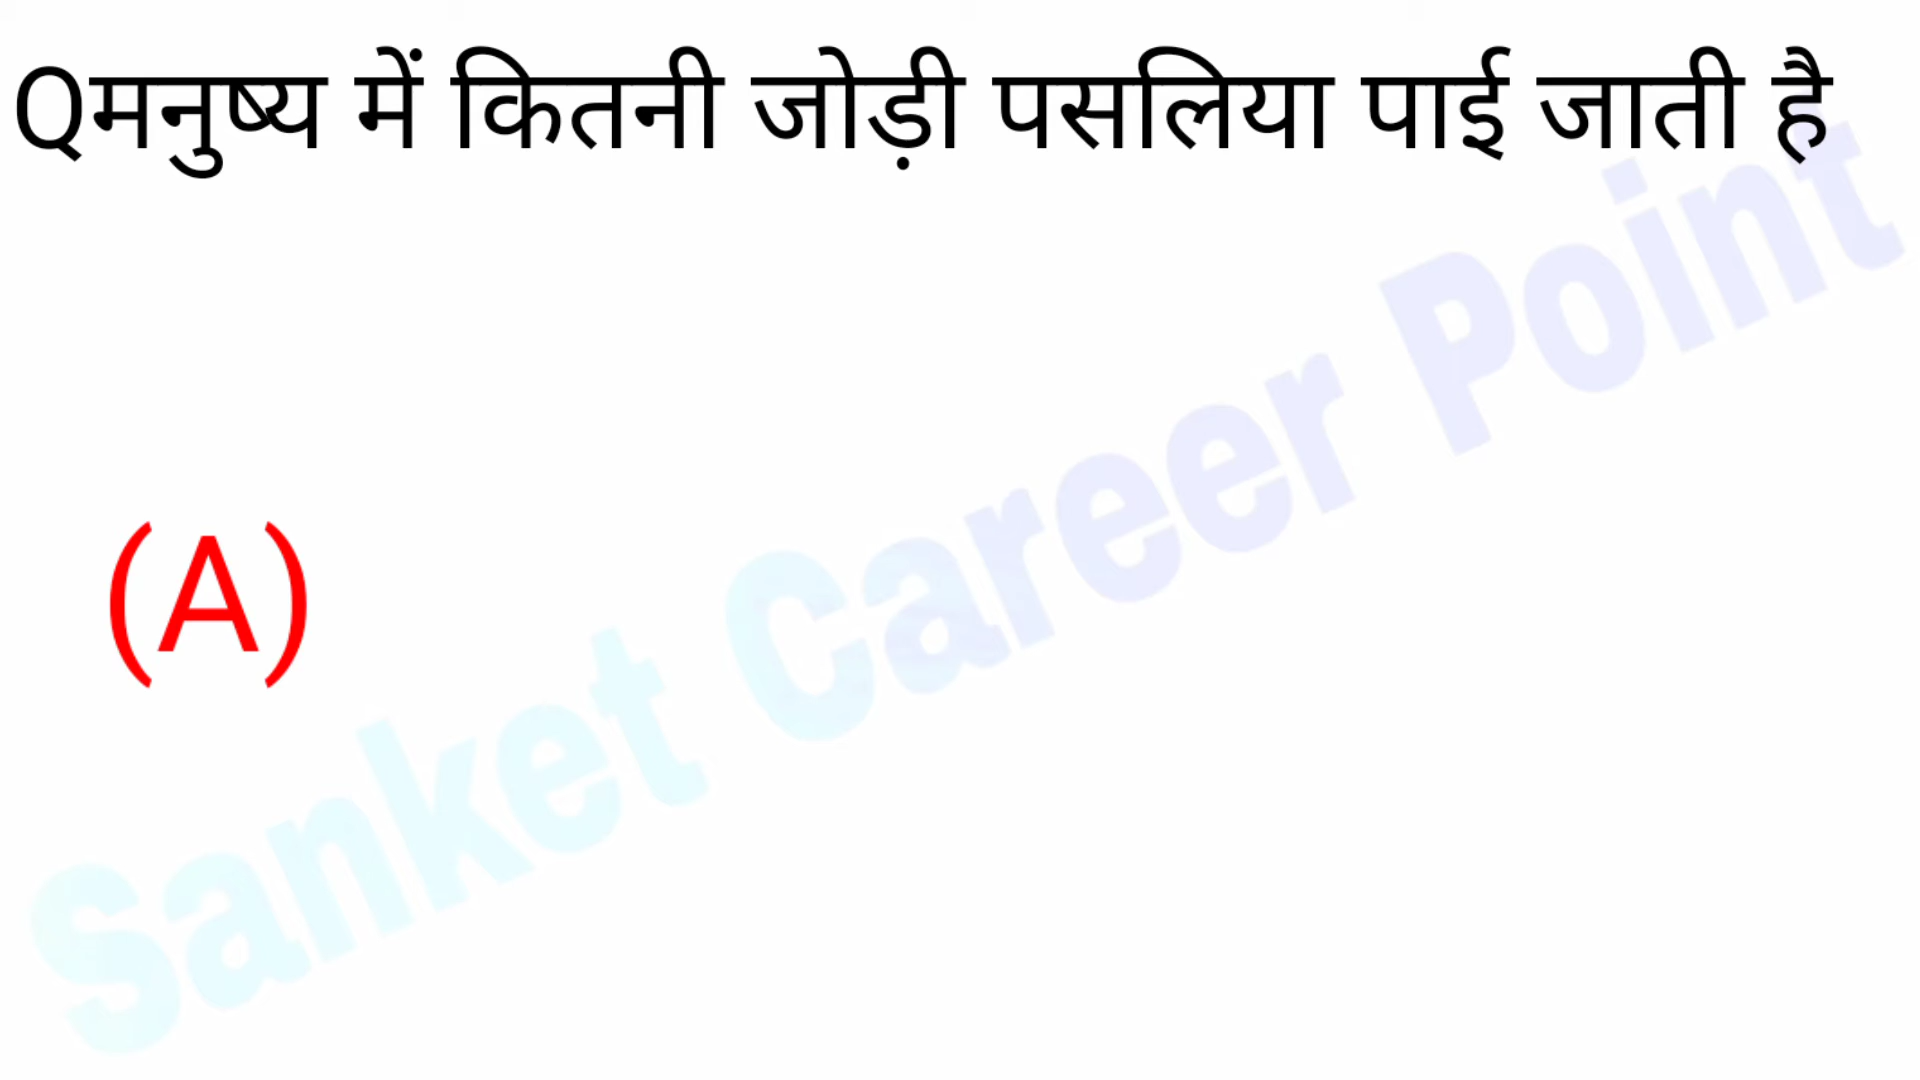 Qमनुष्य में कितनी जोड़ी पसलिया पाई जाती है
(A)
Sanket Career Point